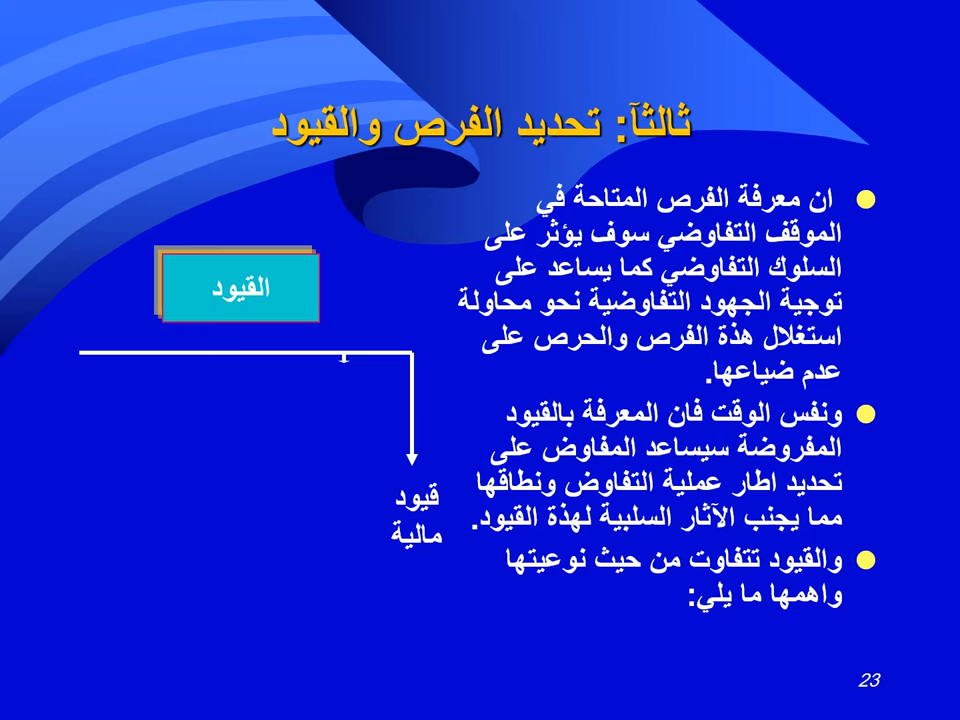 ثالثآ: تحديد الفرص والقيود
ان معرفة الفرص المتاحة في
الموقف التفاوضي سوف يؤثر على
السلوك التفاوضي كما يساعد على
توجية الجهود التفاوضية نحو محاولة
استغلال هذة الفرص والحرص على
عدم ضياعها.
ونفس الوقت فان المعرفة بالقيود
المفروضة سيساعد المفاوض على
تحديد اطار عملية التفاوض ونطاقها
مما يجنب الآثار السلبية لهذة القيود.
والقيود تتفاوت من حيث نوعيتها
واهمها ما يلي:
القيود
قيود
مالية
23